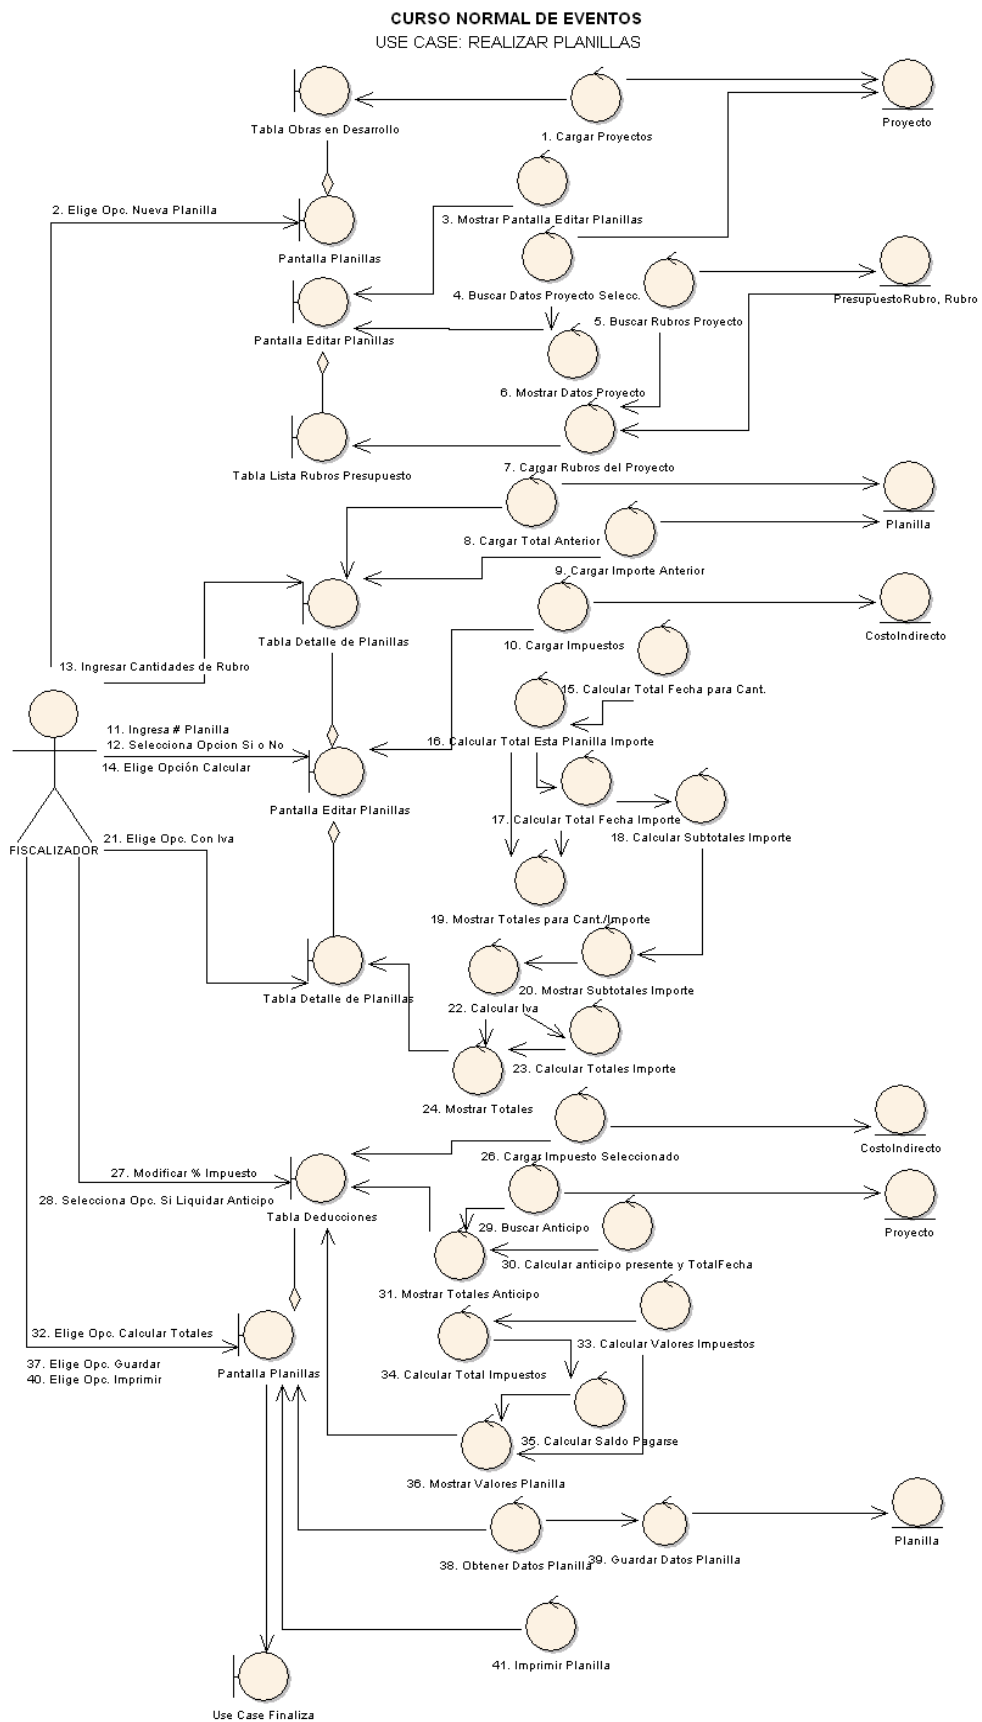 CURSO NORMAL DE EVENTOS
USE CASE: REALIZAR PLANILLAS
Tabla Obras en Desarrollo
1. Cargar Proyectos
Proyecto
2. Elige Opc. Nueva Planilla
3. Mostrar Pantalla Editar Planillas
Pantalla Planillas
4. Buscar Datos Proyecto Selecc.
PresupuestoRubro, Rubro
5. Buscar Rubros Proyecto
Pantalla Editar Planillas
6. Mostrar Datos Proyecto
Tabla Lista Rubros Presupuesto
7. Cargar Rubros del Proyecto
Planilla
8. Cargar Total Anterior
9. Cargar Importe Anterior
Tabla Detalle de Planillas
10. Cargar Impuestos
CostoIndirecto
13. Ingresar Cantidades de Rubro
15. Calcular Total Fecha para Cant.
11. Ingresa # Planilla
12. Selecciona Opcion Si o No
16. Calcular Total Esta Planilla Importe
14. Elige Opción Calcular
Pantalla Editar Planillas
17. Calcular Total Fecha Importe
18. Calcular Subtotales Importe
21. Elige Opc. Con Iva
FISCALIZADOR
19. Mostrar Totales para Cant./Importe
20. Mostrar Subtotales Importe
Tabla Detalle de Planillas
22. Calcular Iva
23. Calcular Totales Importe
24. Mostrar Totales
CostoIndirecto
26. Cargar Impuesto Seleccionado
27. Modificar % Impuesto
28. Selecciona Opc. Si Liquidar Anticipo
Tabla Deducciones
29. Buscar Anticipo
Proyecto
30. Calcular anticipo presente y TotalFecha
31. Mostrar Totales Anticipo
32. Elige Opc. Calcular Totales
33. Calcular Valores Impuestos
37. Elige Opc. Guardar
40. Elige Opc. Imprimir
Pantalla Planillas
34. Calcular Total Impuestos
35. Calcular Saldo Pagarse
36. Mostrar Valores Planilla
Planilla
38. Obtener Datos Planilla
39. Guardar Datos Planilla
41. Imprimir Planilla
Use Case Finaliza